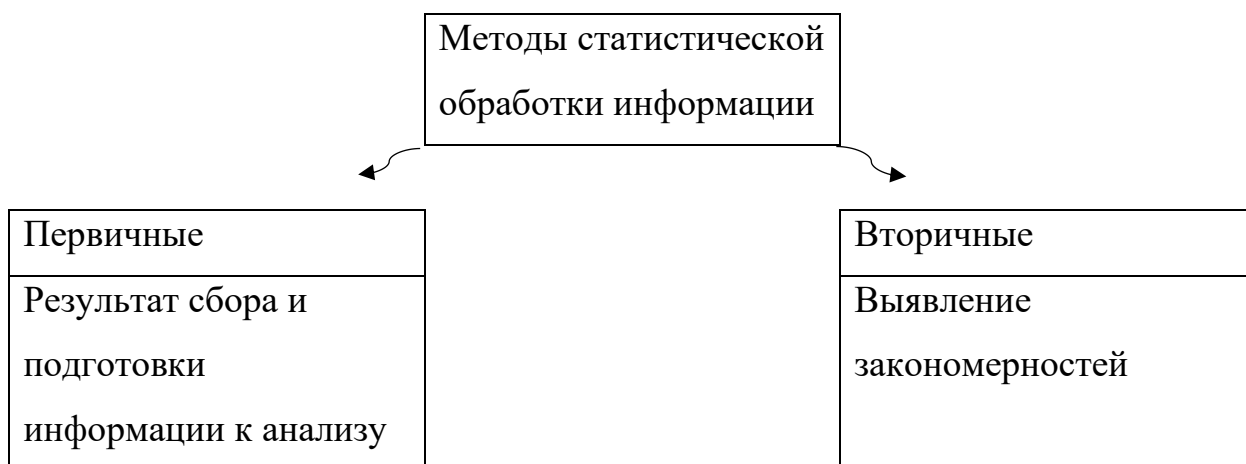 Методы статистической
обработки информации
Первичные
Вторичные
Результат сбора и
подготовки
информации к анализу
Выявление
закономерностей